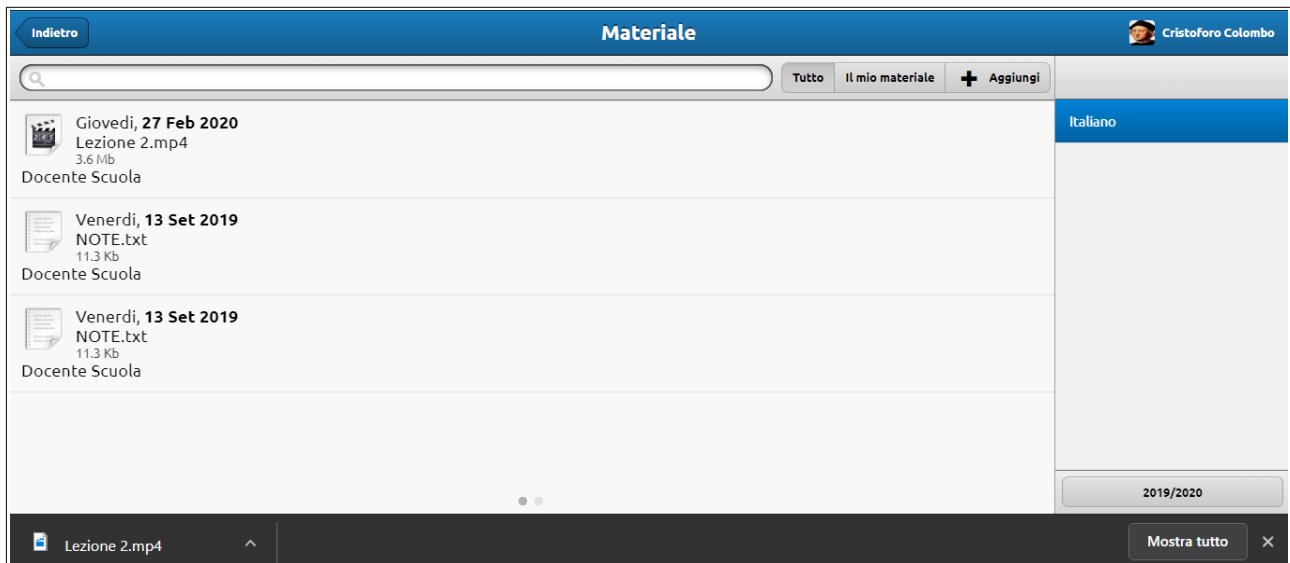 Indietro
Materiale
Cristoforo Colombo
Tutto
Il mio materiale
Aggiungi
Giovedi, 27 Feb 2020
Lezione 2.mp4
3.6 Mb
Docente Scuola
Venerdi, 13 Set 2019
NOTE.txt
11.3 Kb
Docente Scuola
Venerdi, 13 Set 2019
NOTE.txt
11.3 Kb
Docente Scuola
Italiano
2019/2020
Lezione 2.mp4
Mostra tutto